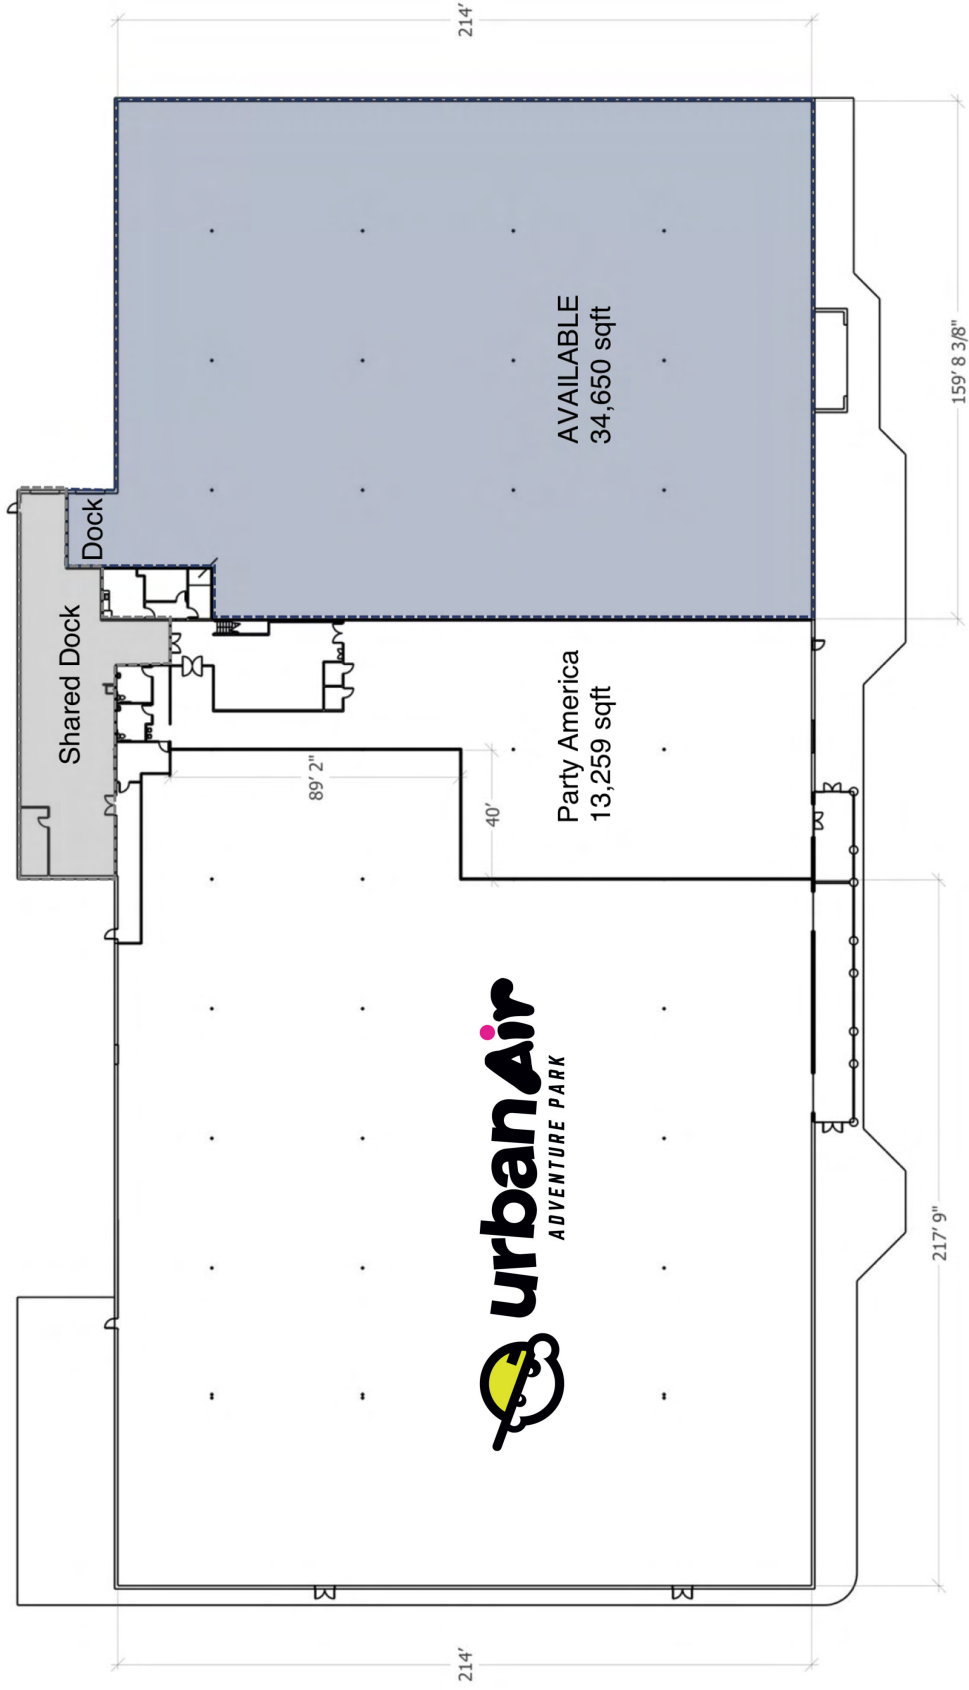 214'
Dock
Shared Dock
AVAILABLE
34,650 sqft
159' 8 3/8"
Party America
13,259 sqft
89' 2"
40'
urbanAir
ADVENTURE PARK
217' 9"
214'